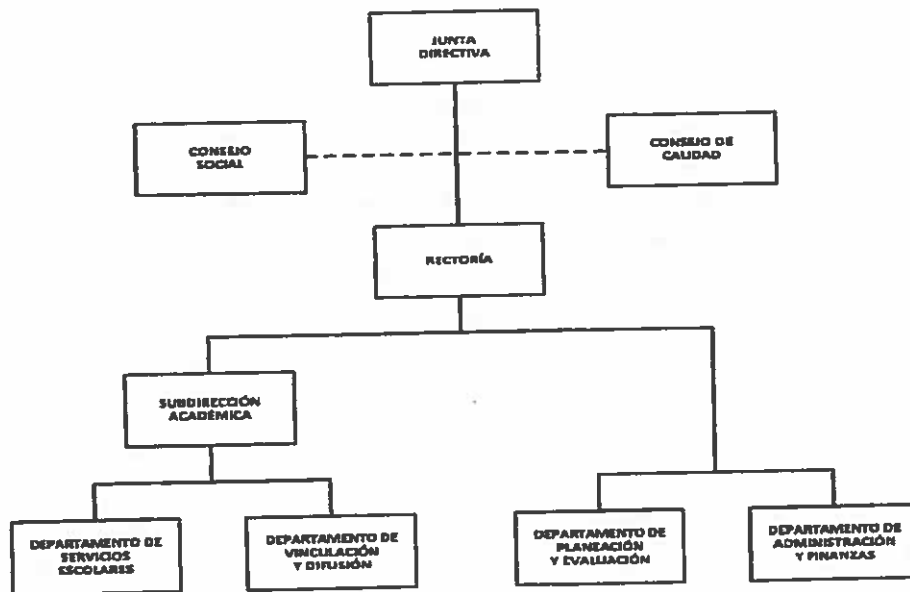 JUNTA
DIRECTIVA
CONSEJO
SOCIAL
CONSEJO DE
CALIDAD
RECTORÍA
SUBDIRECCIÓN
ACADÉMICA
DEPARTAMENTO DE
SERVICIOS
ESCOLARES
DEPARTAMENTO DE
VINCULACIÓN
Y DIFUSIÓN
DEPARTAMENTO DE
PLANEACIÓN
Y EVALUACIÓN
DEPARTAMENTO DE
ADMINISTRACIÓN
Y FINANZAS